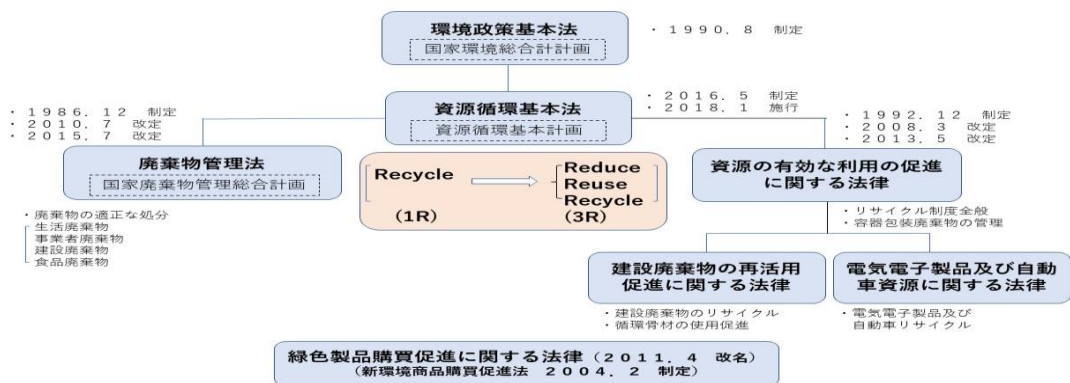 環境政策基本法
国家環境総合計計画
・1990．8　制定
資源循環基本法
資源循環基本計画
・2016．5　制定
・2018．1　施行
・1986．12　制定
・2010．7　改定
・2015．7　改定
廃棄物管理法
国家廃棄物管理総合計画
・廃棄物の適正な処分
生活廃棄物
事業者廃棄物
建設廃棄物
食品廃棄物
Recycle
（1R）
Reduce
Reuse
Recycle
（3R）
・1992．12　制定
・2008．3　改定
・2013．5　改定
資源の有効な利用の促進
に関する法律
・リサイクル制度全般
・容器包装廃棄物の管理
建設廃棄物の再活用
促進に関する法律
・建設廃棄物のリサイクル
・循環骨材の使用促進
電気電子製品及び自動
車資源に関する法律
・電気電子製品及び
自動車リサイクル
緑色製品購買促進に関する法律（2011．4　改名）
（新環境商品購買促進法　2004．2　制定）